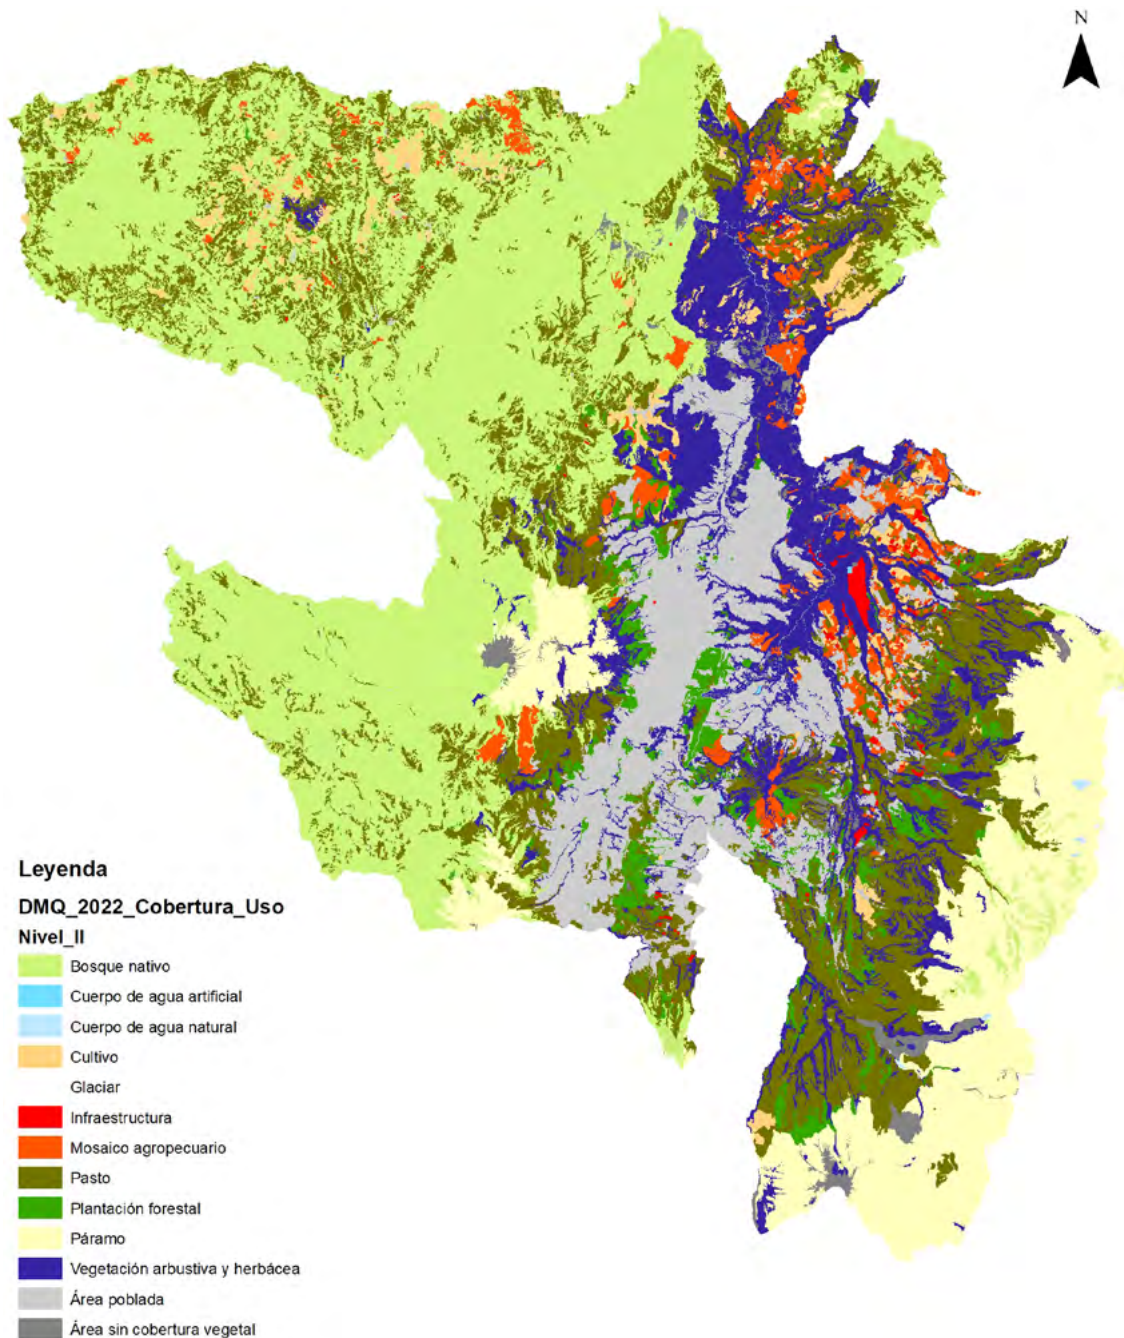 N
Leyenda
DMQ_2022_Cobertura_Uso
Nivel_II
Bosque nativo
Cuerpo de agua artificial
Cuerpo de agua natural
Cultivo
Glaciar
Infraestructura
Mosaico agropecuario
Pasto
Plantación forestal
Páramo
Vegetación arbustiva y herbácea
Área poblada
Área sin cobertura vegetal